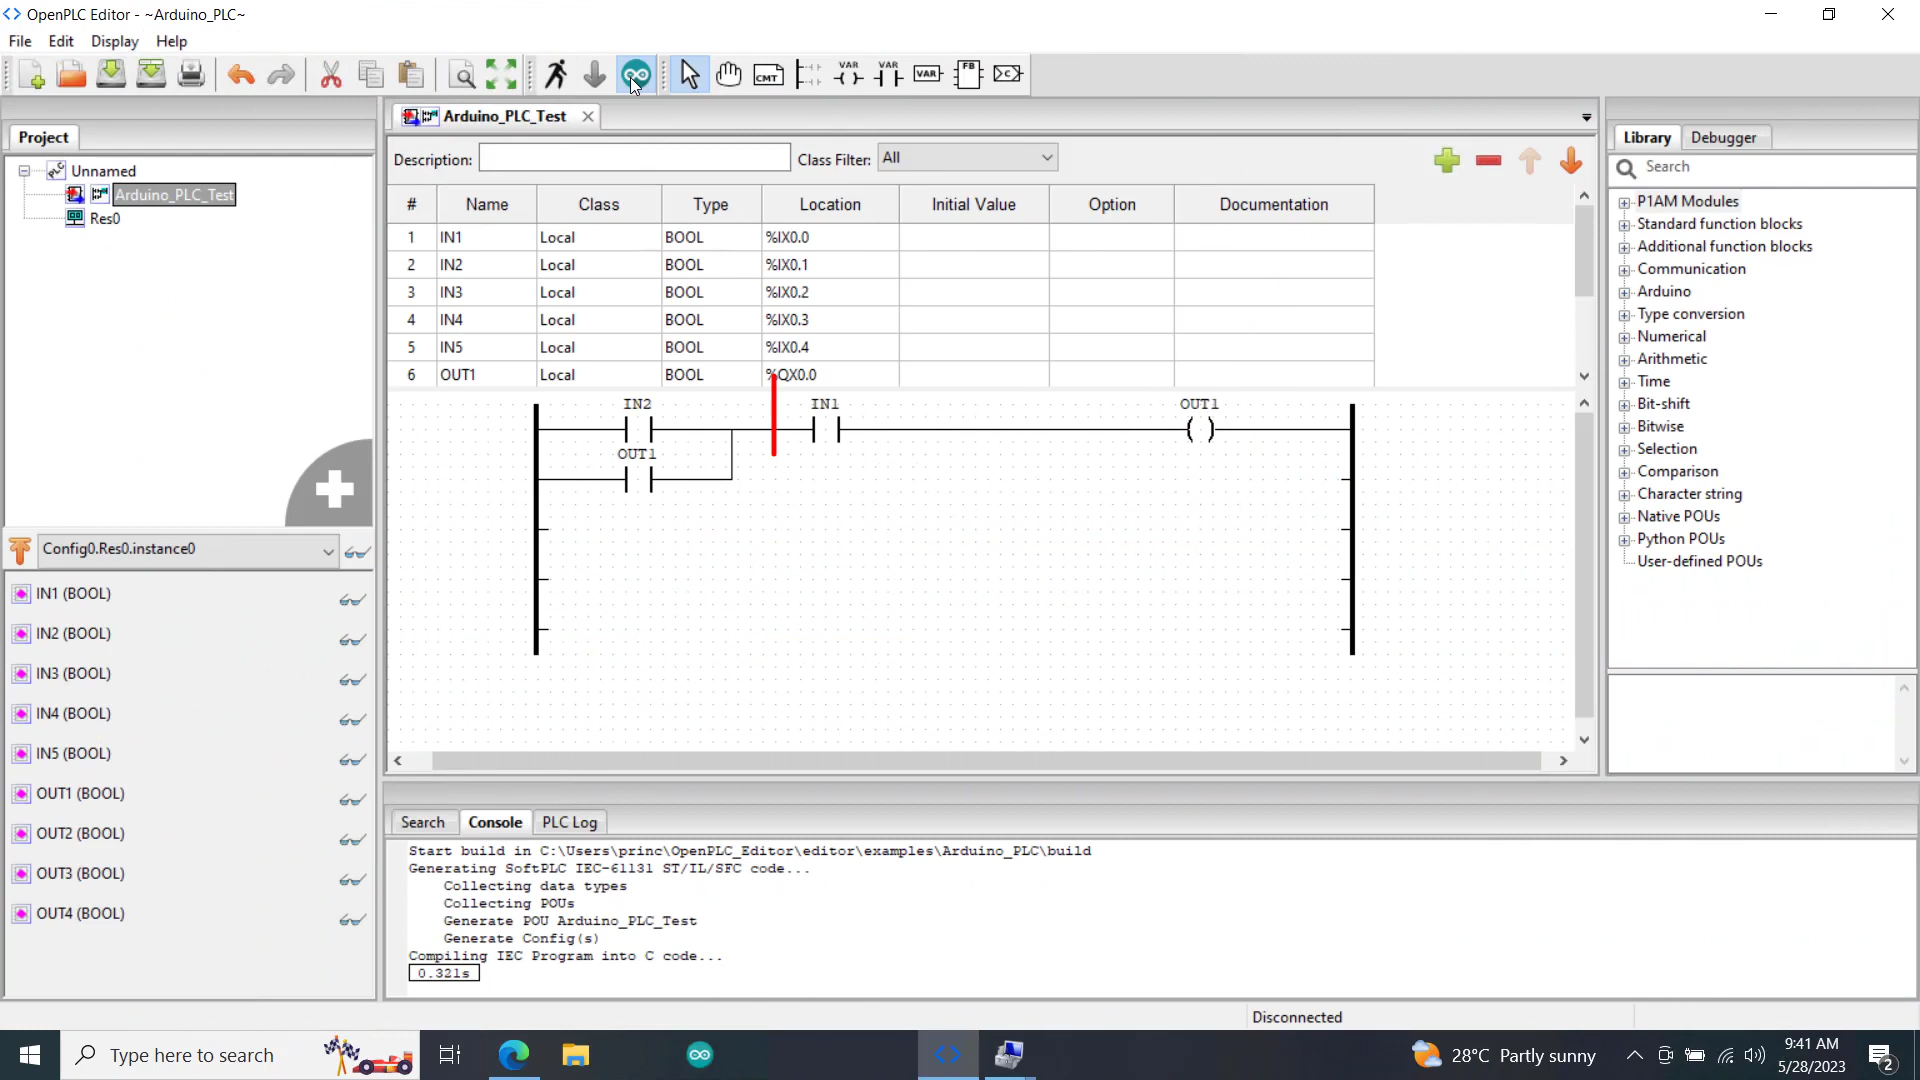 OpenPLC Editor - ~Arduino_PLC~
File Edit Display Help
CMT VAR VAR VAR FB C
Project
Unnamed
Arduino_PLC_Test
Res0
Config0.Res0.instance0
IN1 (BOOL)
IN2 (BOOL)
IN3 (BOOL)
IN4 (BOOL)
IN5 (BOOL)
OUT1 (BOOL)
OUT2 (BOOL)
OUT3 (BOOL)
OUT4 (BOOL)
Arduino_PLC_Test
Description: Class Filter: All
# Name Class Type Location Initial Value Option Documentation
1 IN1 Local BOOL %IX0.0
2 IN2 Local BOOL %IX0.1
3 IN3 Local BOOL %IX0.2
4 IN4 Local BOOL %IX0.3
5 IN5 Local BOOL %IX0.4
6 OUT1 Local BOOL %QX0.0
IN2 IN1 OUT1
OUT1
Search Console PLC Log
Start build in C:\Users\princ\OpenPLC_Editor\editor\examples\Arduino_PLC\build
Generating SoftPLC IEC-61131 ST/IL/SFC code...
Collecting data types
Collecting POUs
Generate POU Arduino_PLC_Test
Generate Config(s)
Compiling IEC Program into C code...
0.321s
Library Debugger
Search
P1AM Modules
Standard function blocks
Additional function blocks
Communication
Arduino
Type conversion
Numerical
Arithmetic
Time
Bit-shift
Bitwise
Selection
Comparison
Character string
Native POUs
Python POUs
User-defined POUs
Disconnected
Type here to search
28°C Partly sunny
9:41 AM
5/28/2023
2